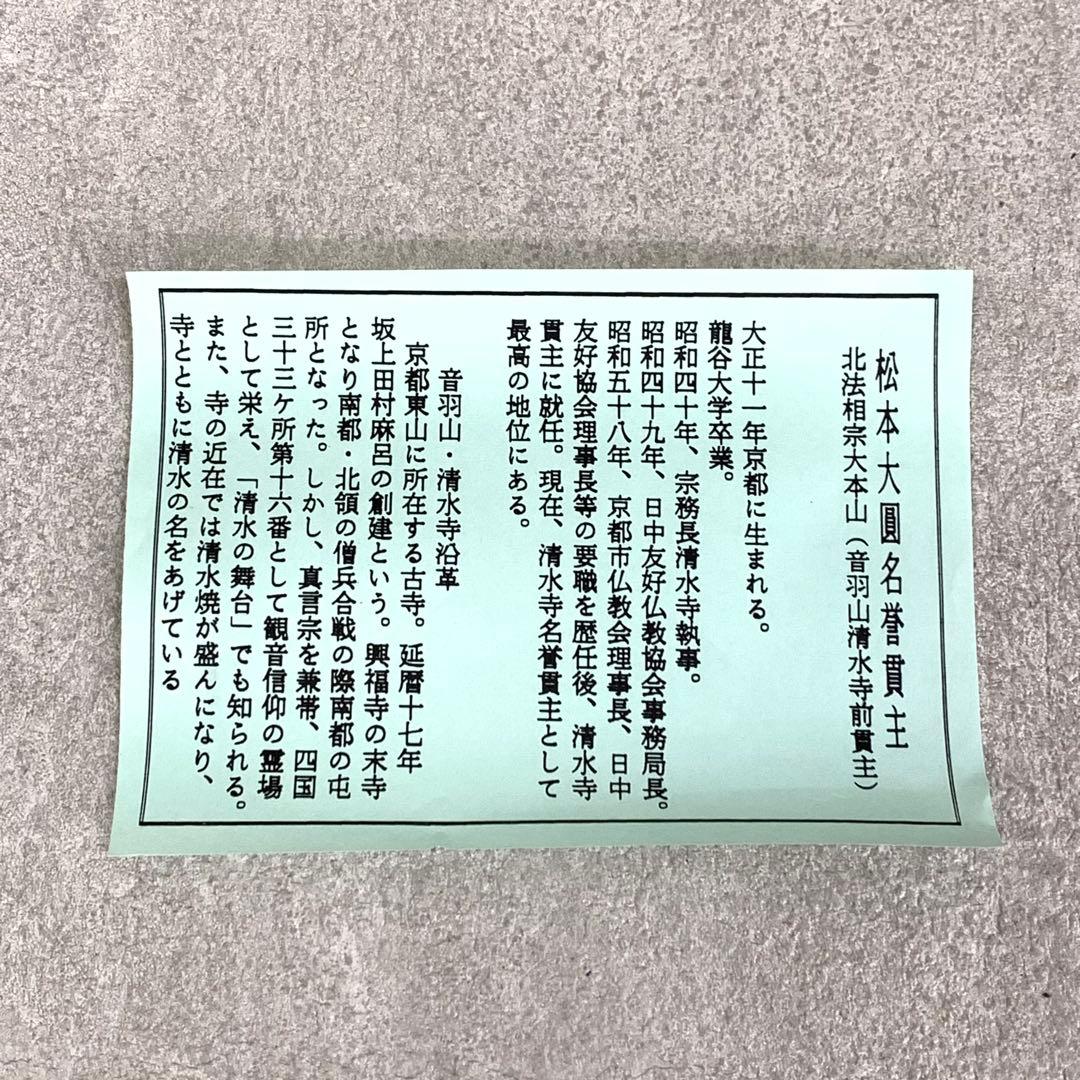 松本大圓名誉貫主
北法相宗大本山（音羽山清水寺前貫主）
大正十一年京都に生まれる。
龍谷大学卒業。
昭和四十年、宗務長清水寺執事。
昭和四十九年、日中友好仏教協会事務局長。
昭和五十八年、京都市仏教会理事長、日中
友好協会理事長等の要職を歴任後、清水寺
貫主に就任。現在、清水寺名誉貫主として
最高の地位にある。
音羽山・清水寺沿革
京都東山に所在する古寺。延暦十七年
坂上田村麻呂の創建という。興福寺の末寺
となり南都・北領の僧兵合戦の際南都の屯
所となった。しかし、真言宗を兼帯、四国
三十三ケ所第十六番として観音信仰の霊場
として栄え、「清水の舞台」でも知られる。
また、寺の近在では清水焼が盛んになり、
寺とともに清水の名をあげている